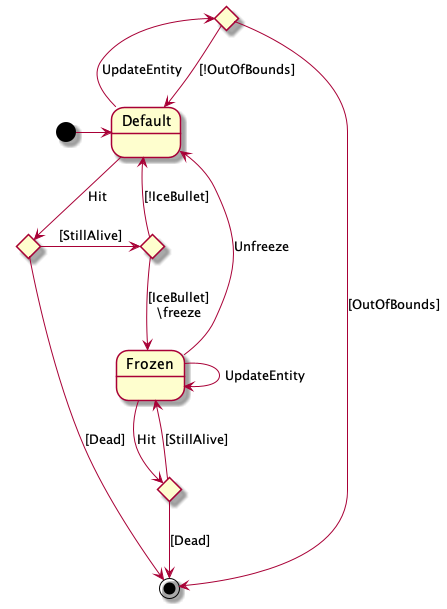 UpdateEntity
[!OutOfBounds]
Default
Hit
[!IceBullet]
[StillAlive]
Unfreeze
[IceBullet]
\freeze
[OutOfBounds]
Frozen
UpdateEntity
[Dead]
Hit
[StillAlive]
[Dead]